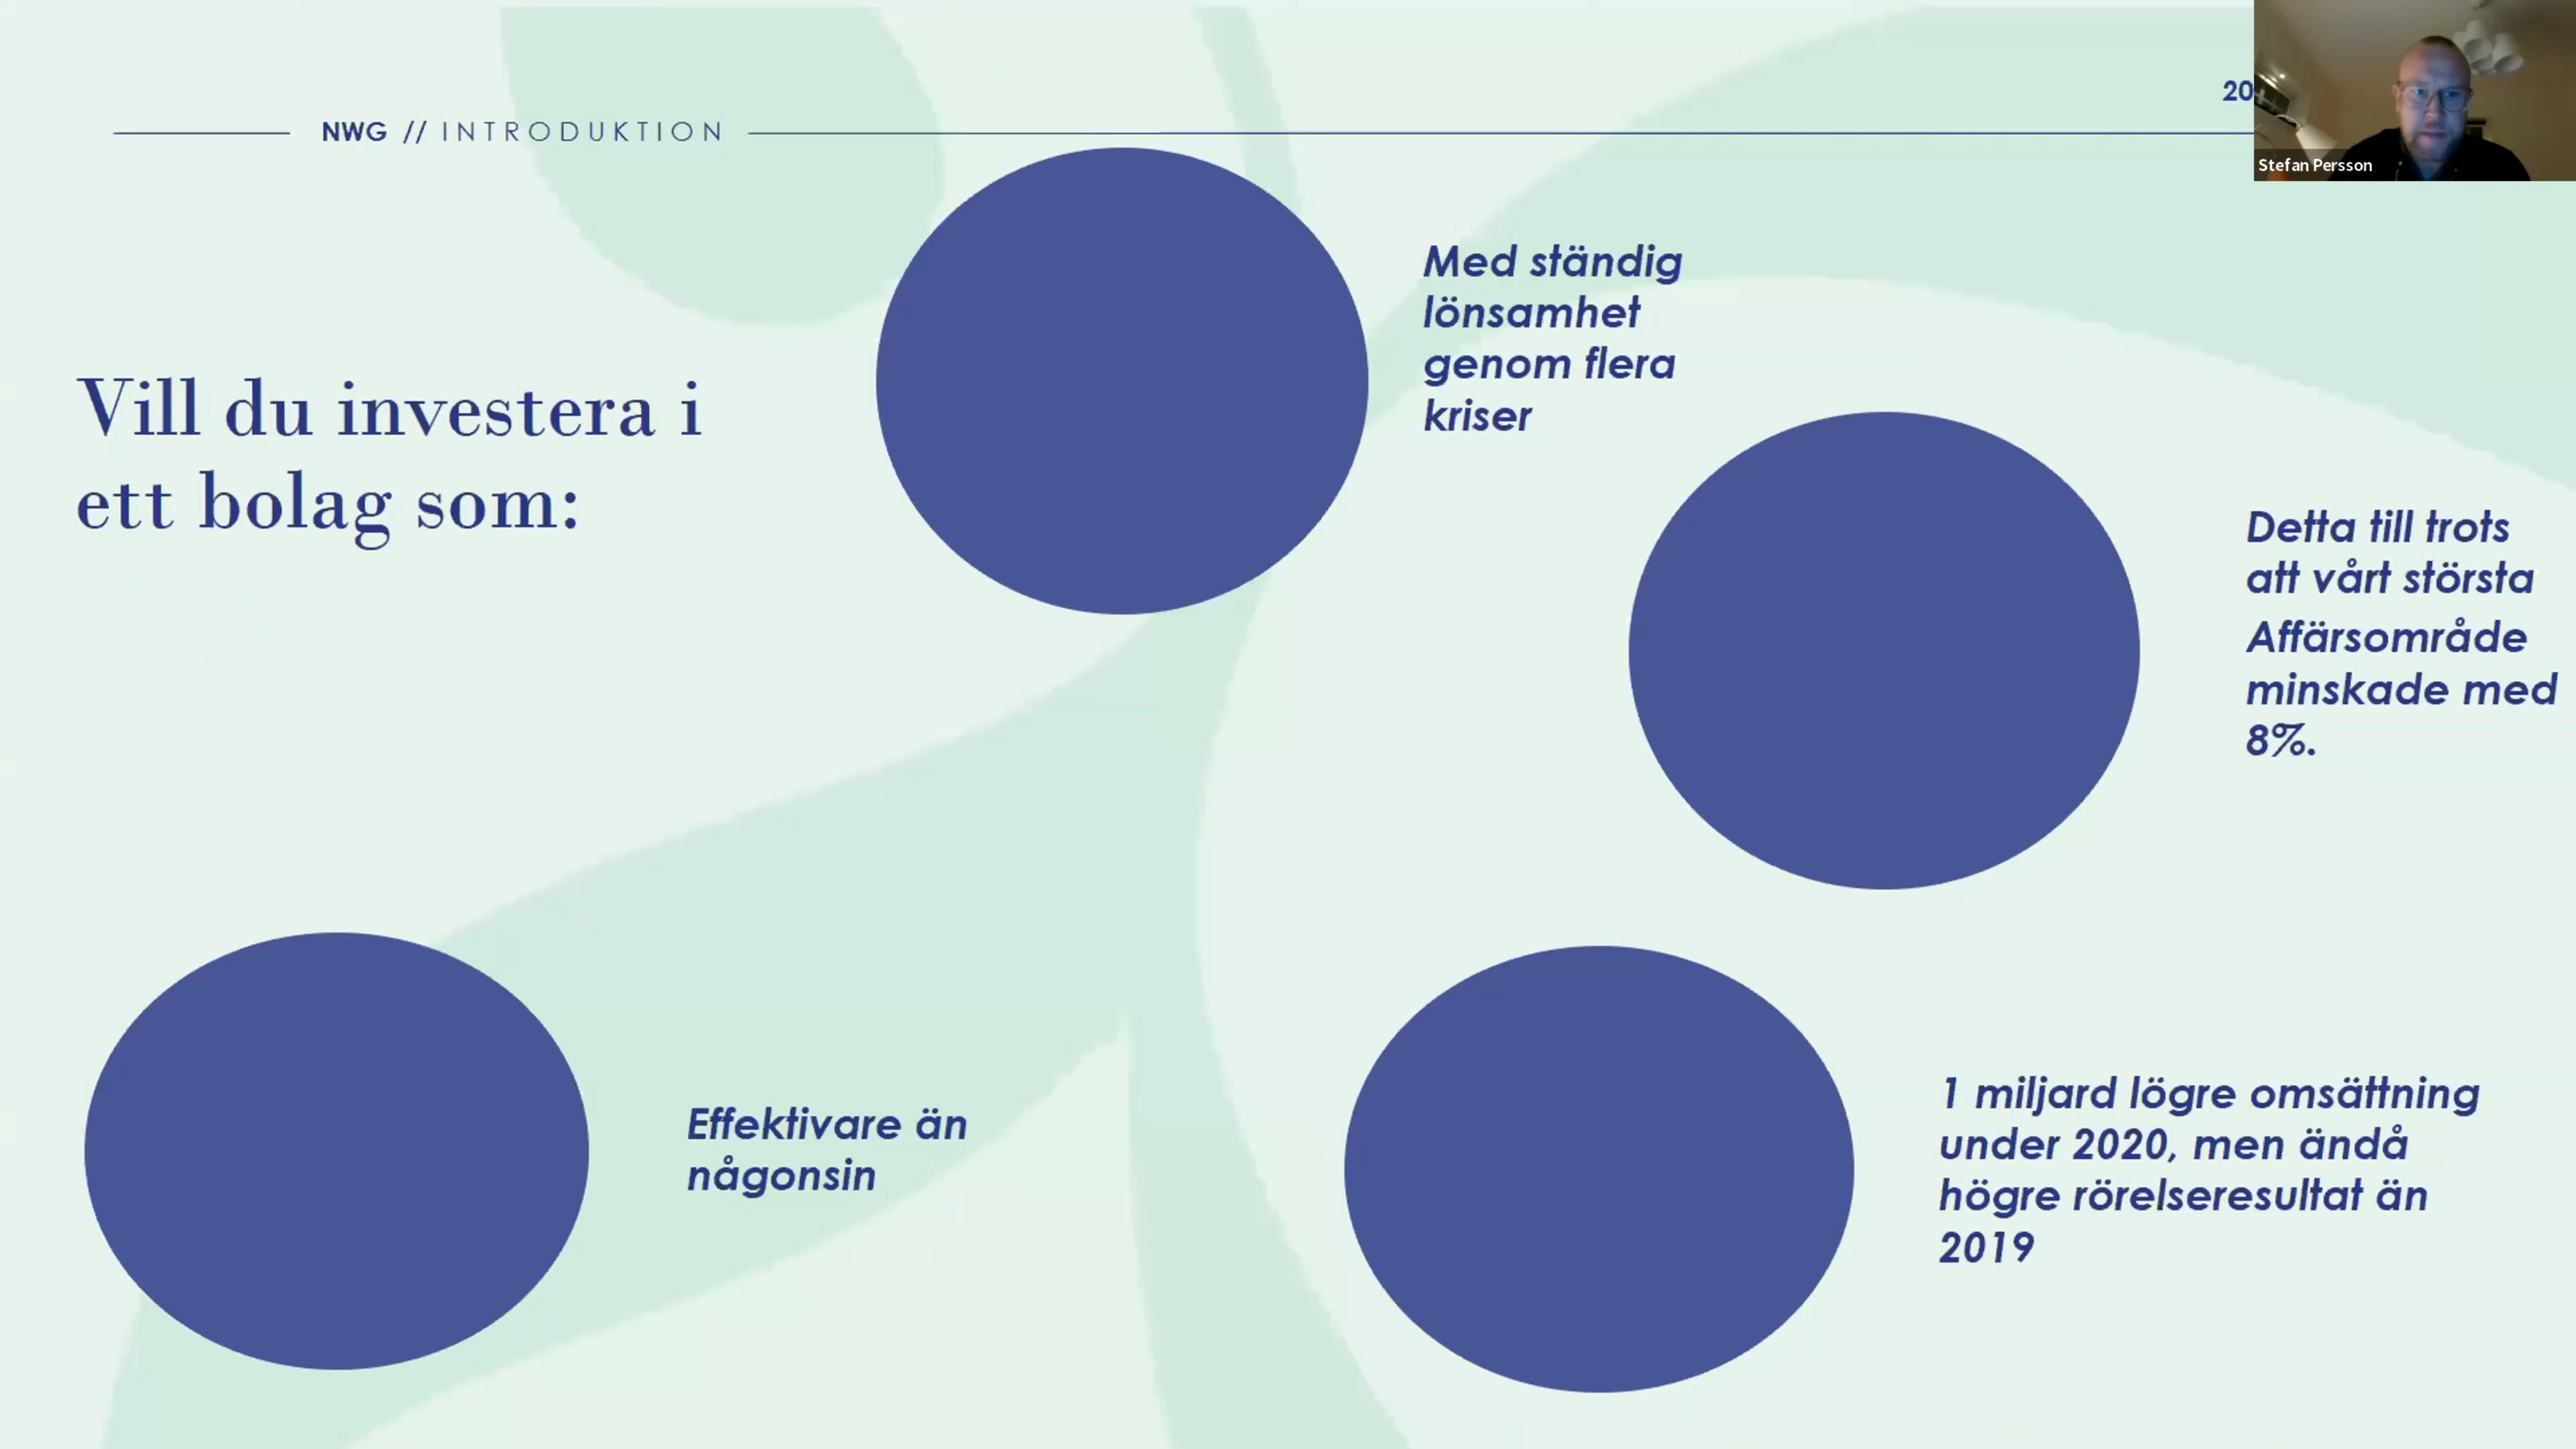 NWG // INTRODUKTION
20
Stefan Persson
Vill du investera i
ett bolag som:
Med ständig
lönsamhet
genom flera
kriser
Detta till trots
att vårt största
Affärsområde
minskade med
8%.
Effektivare än
någonsin
1 miljard lögre omsättning
under 2020, men ändå
högre rörelseresultat än
2019